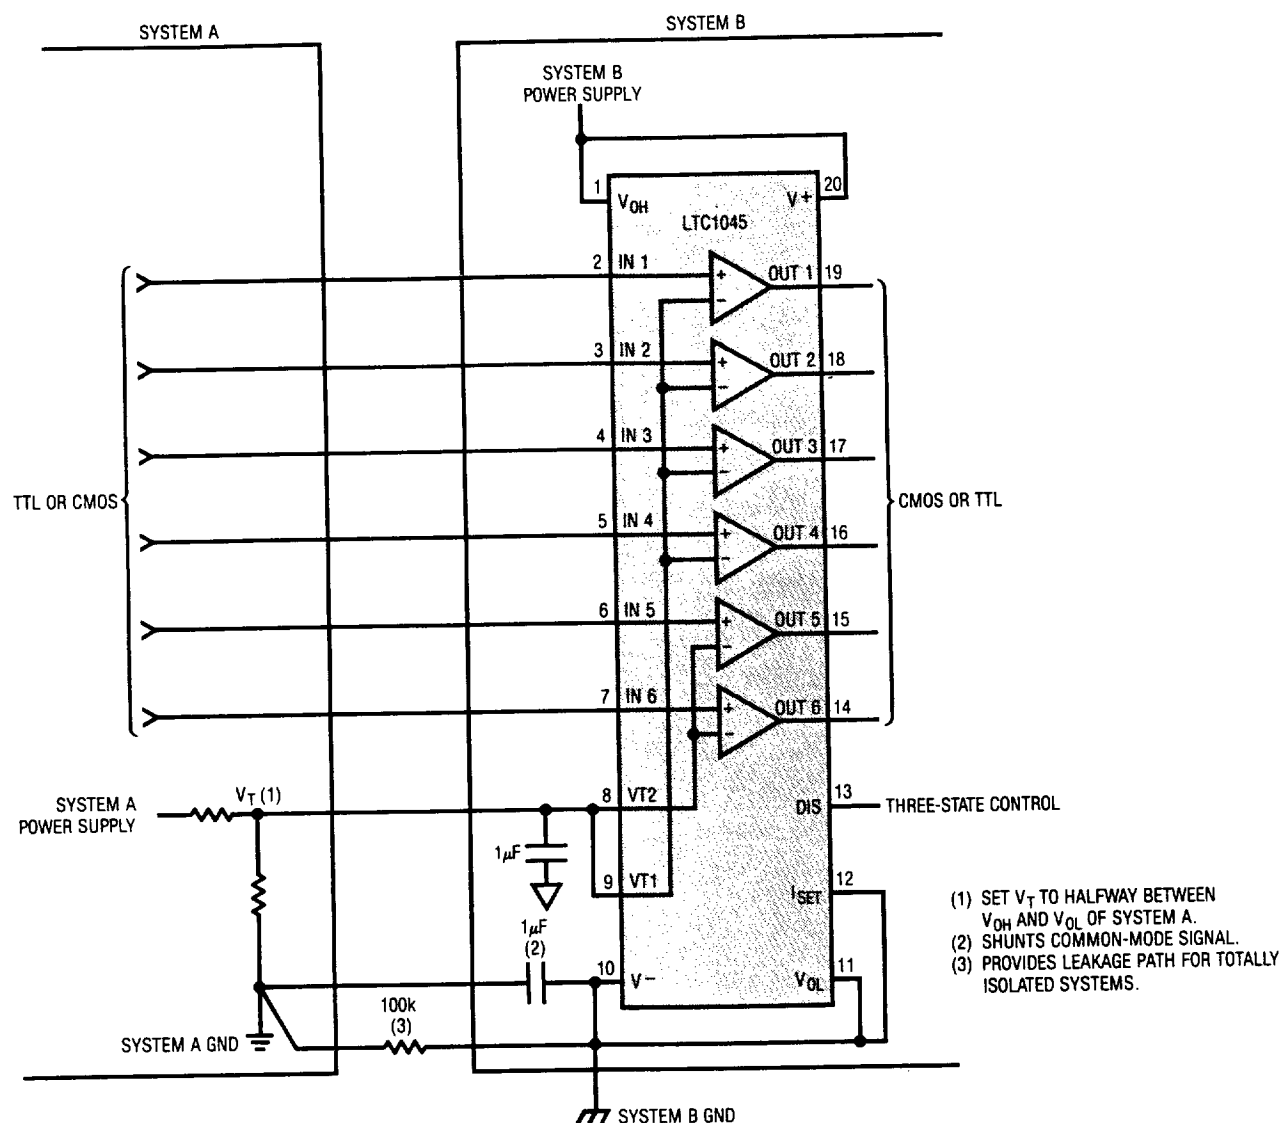 SYSTEM A
SYSTEM B
SYSTEM B
POWER SUPPLY
1
VOH
V+
20
LTC1045
2
IN 1
+
−
OUT 1
19
3
IN 2
+
−
OUT 2
18
4
IN 3
+
−
OUT 3
17
TTL OR CMOS
CMOS OR TTL
5
IN 4
+
−
OUT 4
16
6
IN 5
+
−
OUT 5
15
7
IN 6
+
−
OUT 6
14
SYSTEM A
POWER SUPPLY
VT (1)
8
VT2
DIS
13
THREE-STATE CONTROL
1µF
9
VT1
ISET
12
1µF
(2)
10
V−
VOL
11
100k
(3)
SYSTEM A GND
SYSTEM B GND
(1) SET VT TO HALFWAY BETWEEN
VOH AND VOL OF SYSTEM A.
(2) SHUNTS COMMON-MODE SIGNAL.
(3) PROVIDES LEAKAGE PATH FOR TOTALLY
ISOLATED SYSTEMS.